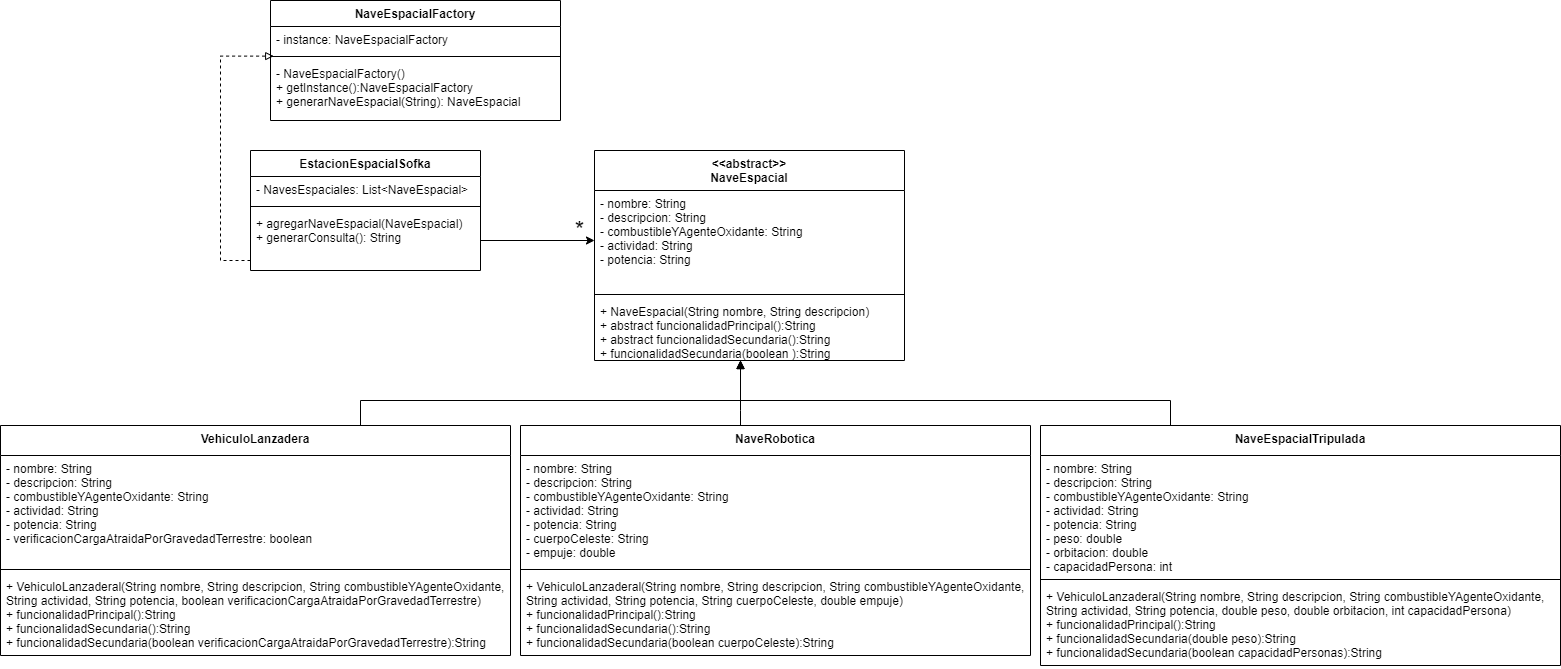 NaveEspacialFactory
- instance: NaveEspacialFactory
- NaveEspacialFactory()
+ getInstance():NaveEspacialFactory
+ generarNaveEspacial(String): NaveEspacial
EstacionEspacialSofka
- NavesEspaciales: List<NaveEspacial>
+ agregarNaveEspacial(NaveEspacial)
+ generarConsulta(): String
*
<<abstract>>
NaveEspacial
- nombre: String
- descripcion: String
- combustibleYAgenteOxidante: String
- actividad: String
- potencia: String
+ NaveEspacial(String nombre, String descripcion)
+ abstract funcionalidadPrincipal():String
+ abstract funcionalidadSecundaria():String
+ funcionalidadSecundaria(boolean ):String
VehiculoLanzadera
- nombre: String
- descripcion: String
- combustibleYAgenteOxidante: String
- actividad: String
- potencia: String
- verificacionCargaAtraidaPorGravedadTerrestre: boolean
+ VehiculoLanzaderal(String nombre, String descripcion, String combustibleYAgenteOxidante,
String actividad, String potencia, boolean verificacionCargaAtraidaPorGravedadTerrestre)
+ funcionalidadPrincipal():String
+ funcionalidadSecundaria():String
+ funcionalidadSecundaria(boolean verificacionCargaAtraidaPorGravedadTerrestre):String
NaveRobotica
- nombre: String
- descripcion: String
- combustibleYAgenteOxidante: String
- actividad: String
- potencia: String
- cuerpoCeleste: String
- empuje: double
+ VehiculoLanzaderal(String nombre, String descripcion, String combustibleYAgenteOxidante,
String actividad, String potencia, String cuerpoCeleste, double empuje)
+ funcionalidadPrincipal():String
+ funcionalidadSecundaria():String
+ funcionalidadSecundaria(boolean cuerpoCeleste):String
NaveEspacialTripulada
- nombre: String
- descripcion: String
- combustibleYAgenteOxidante: String
- actividad: String
- potencia: String
- peso: double
- orbitacion: double
- capacidadPersona: int
+ VehiculoLanzaderal(String nombre, String descripcion, String combustibleYAgenteOxidante,
String actividad, String potencia, double peso, double orbitacion, int capacidadPersona)
+ funcionalidadPrincipal():String
+ funcionalidadSecundaria(double peso):String
+ funcionalidadSecundaria(boolean capacidadPersonas):String